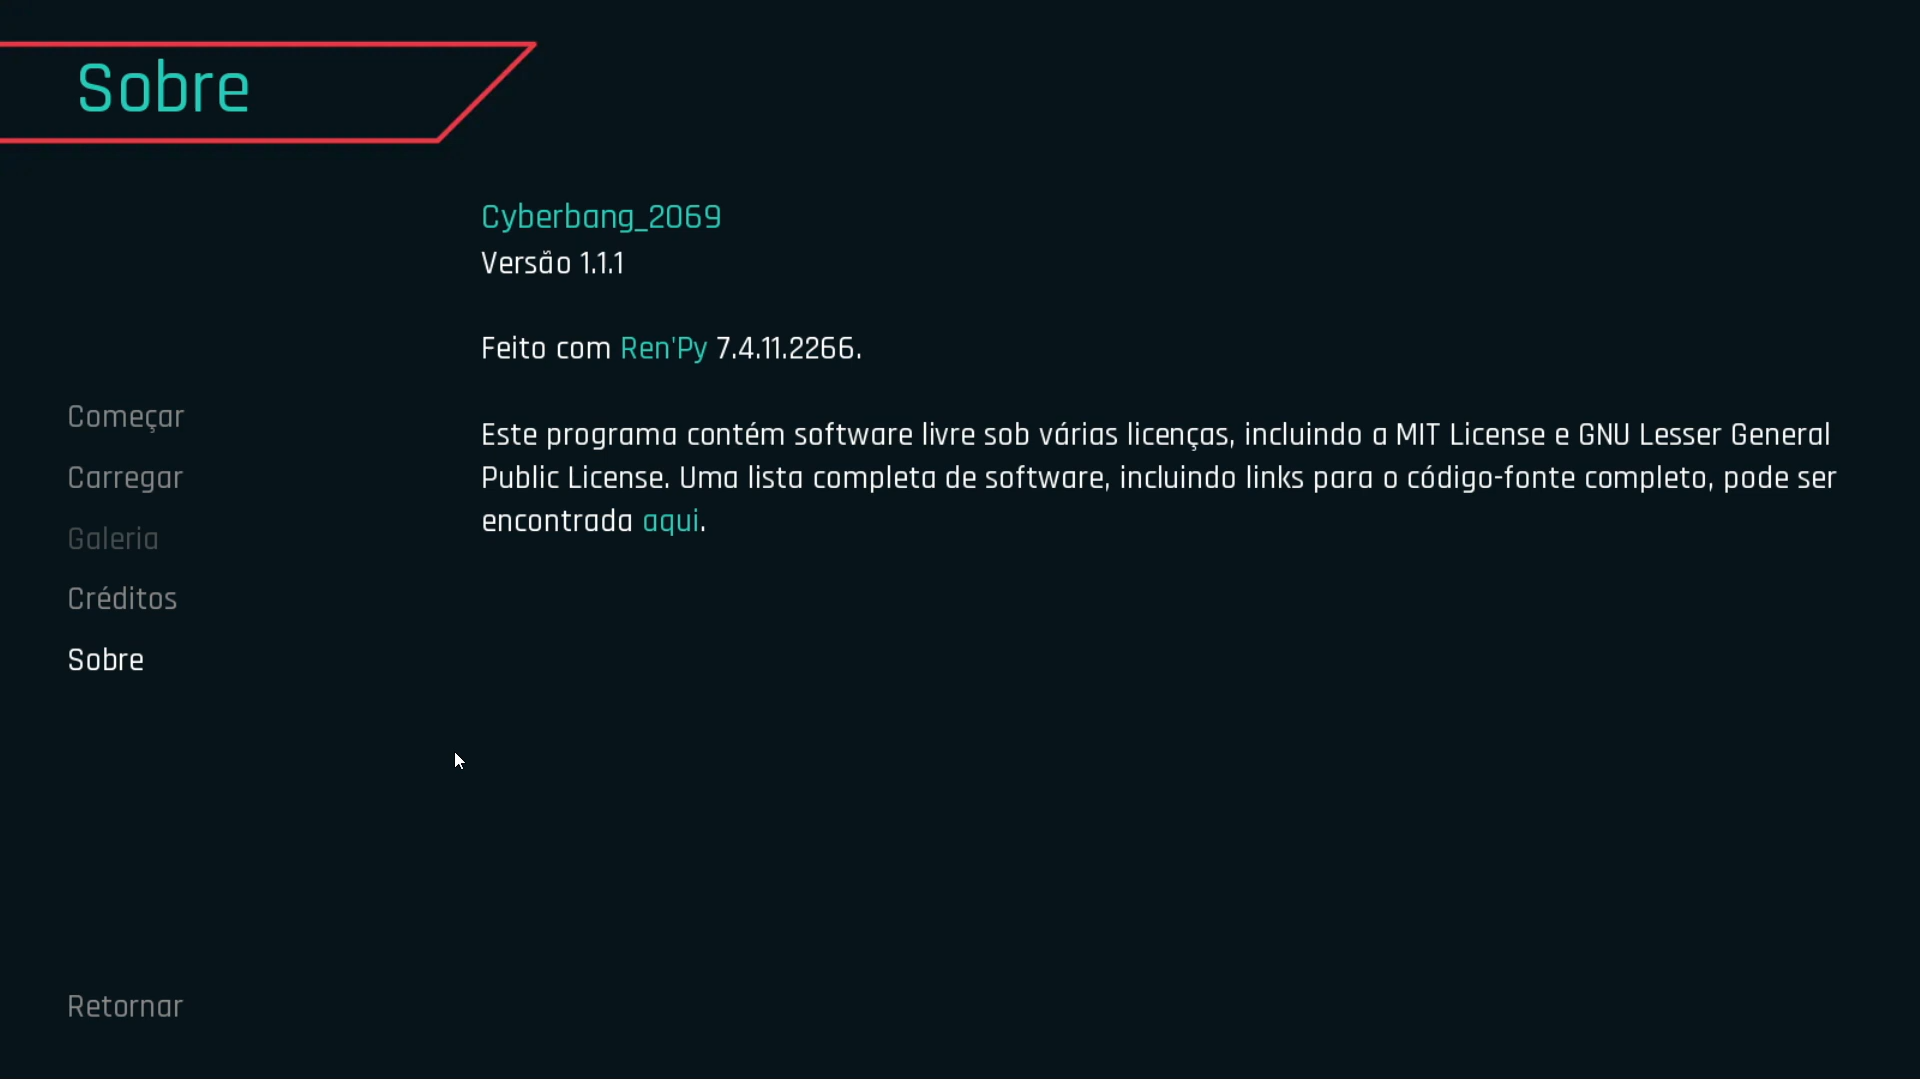 Sobre
Cyberbang_2069
Versão 1.1.1
Feito com Ren'Py 7.4.11.2266.
Este programa contém software livre sob várias licenças, incluindo a MIT License e GNU Lesser General
Public License. Uma lista completa de software, incluindo links para o código-fonte completo, pode ser
encontrada aqui.
Começar
Carregar
Galeria
Créditos
Sobre
Retornar